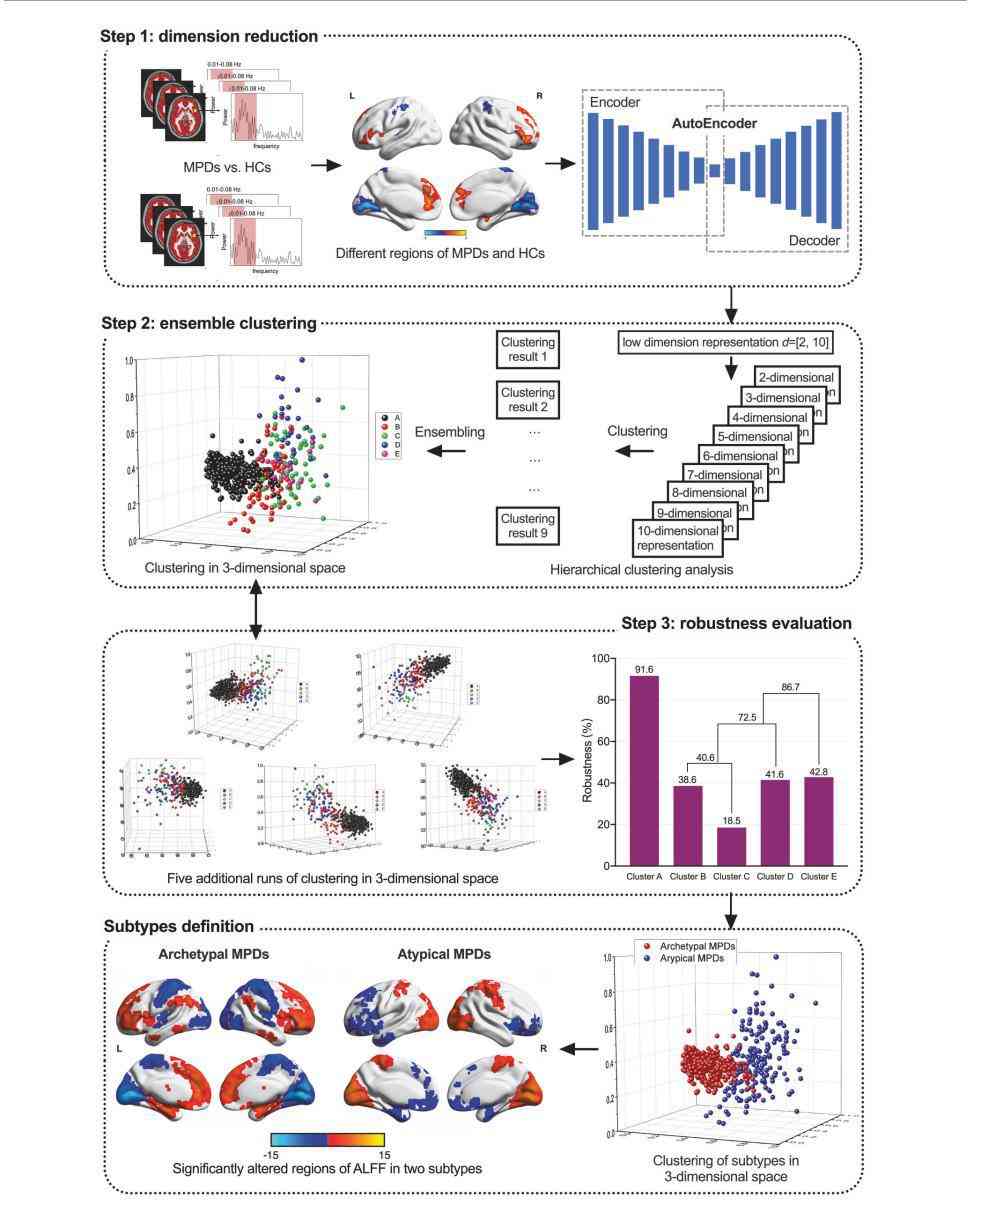 Step 1: dimension reduction
0.01-0.08 Hz
0.01-0.08 Hz
0.01-0.08 Hz
Power
Power
frequency
MPDs vs. HCs
0.01-0.08 Hz
0.01-0.08 Hz
0.01-0.08 Hz
Power
Power
frequency
L
R
Different regions of MPDs and HCs
Encoder
AutoEncoder
Decoder
Step 2: ensemble clustering
1.0
0.8
0.6
0.4
0.2
0.0
A
B
C
D
E
Clustering in 3-dimensional space
Ensembling
Clustering
result 1
Clustering
result 2
...
...
...
Clustering
result 9
Clustering
low dimension representation d=[2, 10]
2-dimensional
3-dimensional
4-dimensional
5-dimensional
6-dimensional
7-dimensional
8-dimensional
9-dimensional
10-dimensional
representation
Hierarchical clustering analysis
Step 3: robustness evaluation
Five additional runs of clustering in 3-dimensional space
Robustness (%)
100
80
60
40
20
0
91.6
38.6
40.6
18.5
72.5
41.6
86.7
42.8
Cluster A Cluster B Cluster C Cluster D Cluster E
Subtypes definition
Archetypal MPDs
Atypical MPDs
L
R
-15
15
Significantly altered regions of ALFF in two subtypes
Archetypal MPDs
Arypical MPDs
1.0
0.8
0.6
0.4
0.2
0.0
Clustering of subtypes in
3-dimensional space